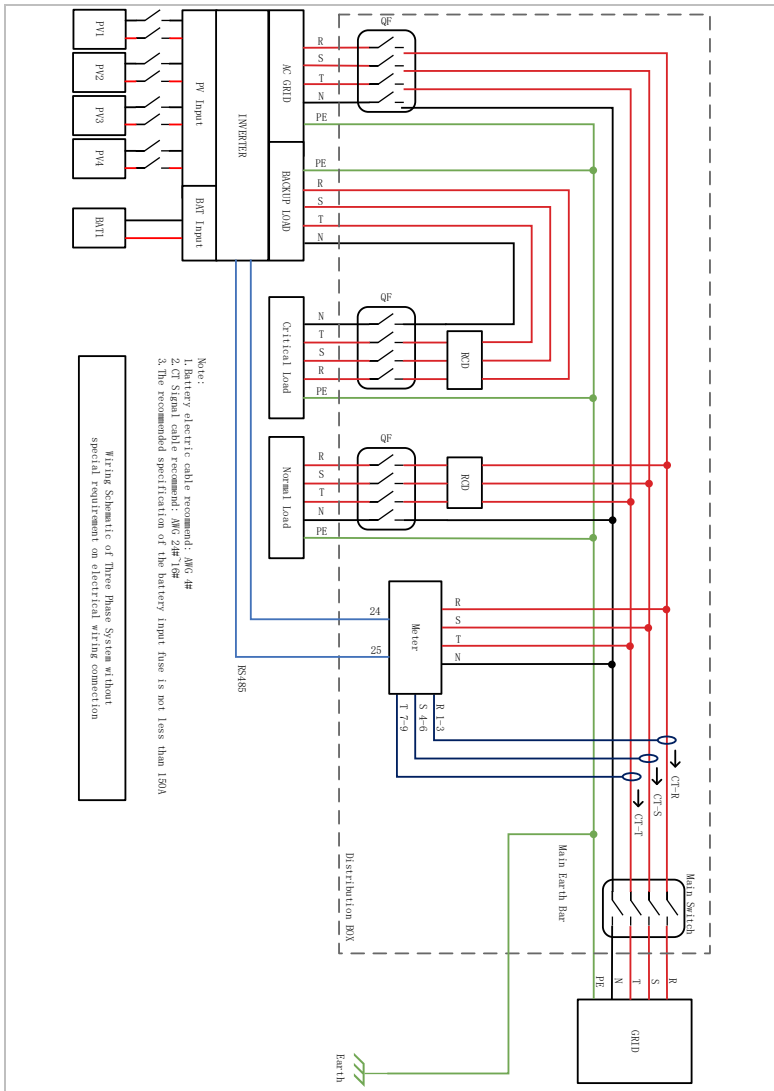 PV1
PV2
PV3
PV4
BAT1
PV Input
BAT Input
INVERTER
AC GRID
BACKUP LOAD
R
S
T
N
PE
QF
PE
R
S
T
N
Critical Load
N
T
S
R
PE
QF
RCD
Normal Load
R
S
T
N
PE
QF
RCD
Meter
24
25
RS485
R
S
T
N
R 1-3
S 4-6
T 7-9
CT-R
CT-S
CT-T
Main Switch
Main Earth Bar
Distribution BOX
R
S
T
N
PE
GRID
Earth
Note:
1. Battery electric cable recommend: AWG 4#
2. CT Signal cable recommend: AWG 24#~16#
3. The recommended specification of the battery input fuse is not less than 150A
Wiring Schematic of Three Phase System without
special requirement on electrical wiring connection